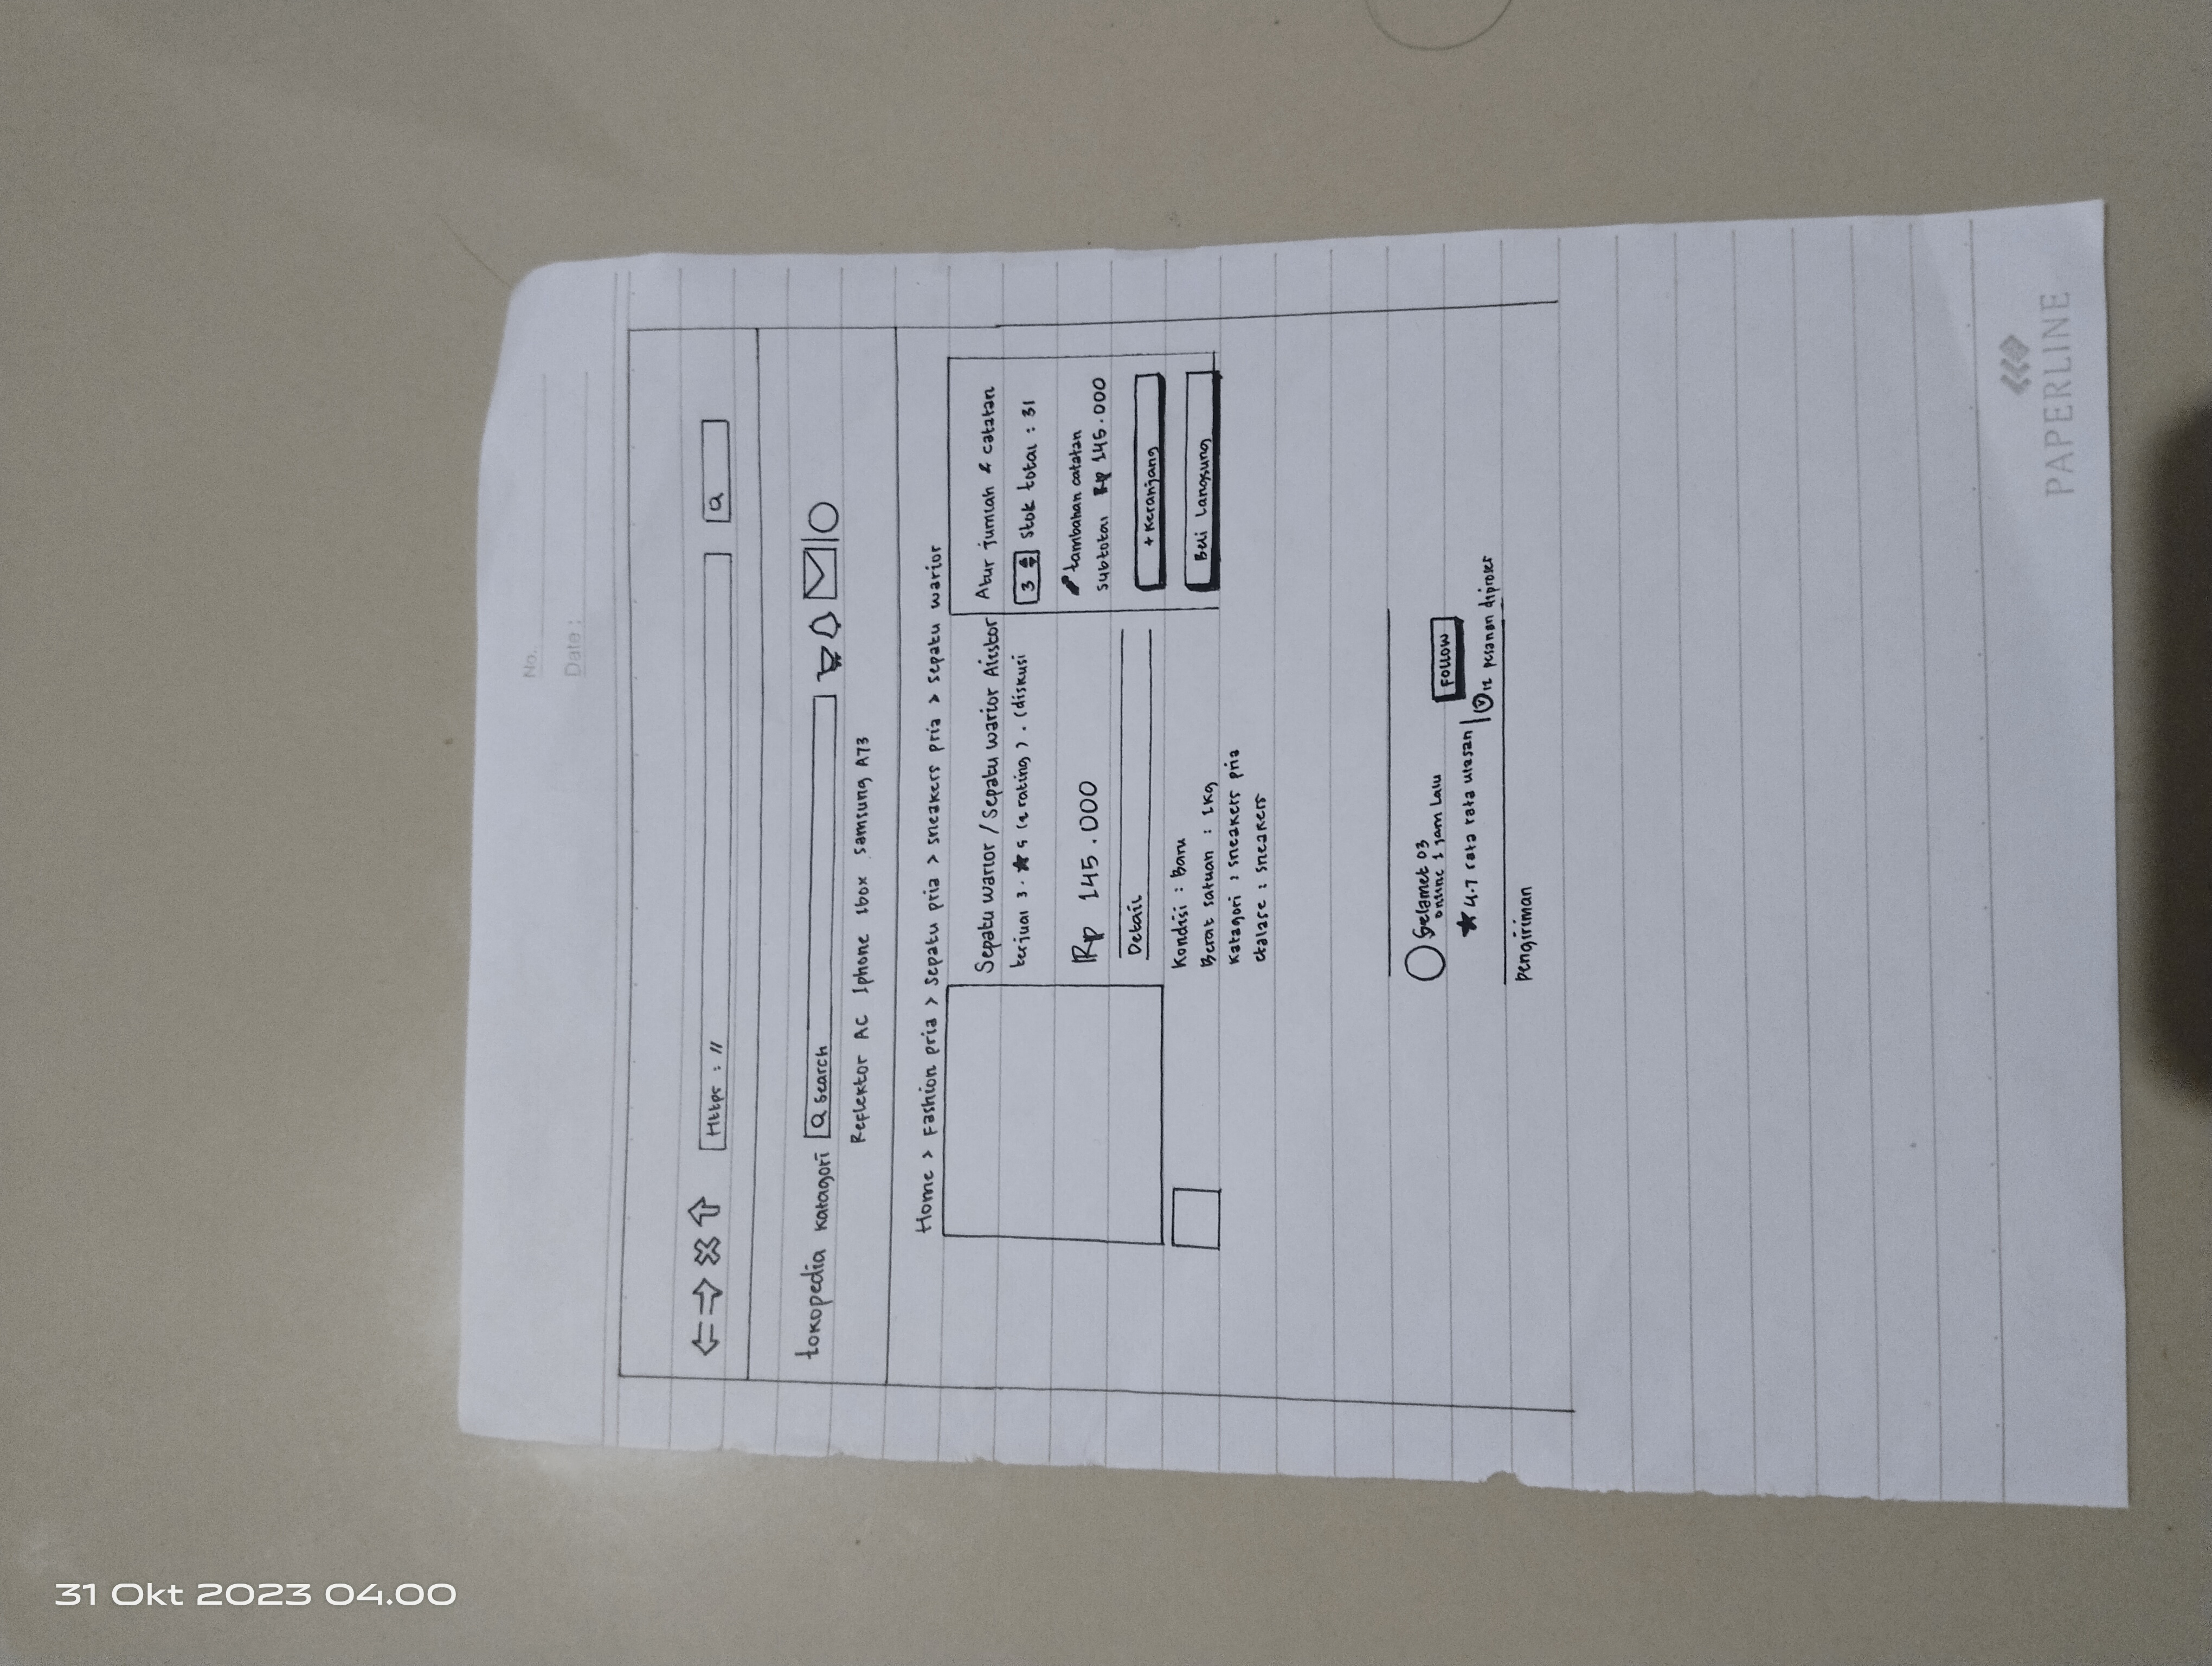 31 Okt 2023 04.00
No.
Date :
Https : //
tokopedia katagori Search
Reflektor AC Iphone ibox Samsung A73
Home > Fashion pria > Sepatu pria > sneakers pria > sepatu warior
Sepatu warior / Sepatu warior Airstor
terjual 3 . ★ 5 (2 rating) . (diskusi
Rp 145.000
Detail
Kondisi : Baru
Berat satuan : 1Kg
Katagori : sneakers pria
etalase : sneakers
Atur jumlah & catatan
3 Stok total : 31
tambahan catatan
subtotal Rp 145.000
+ Keranjang
Beli Langsung
Selamet 03
online 1 jam lalu
FOLLOW
★ 4.7 rata rata ulasan
12 pesanan diproses
pengiriman
PAPERLINE